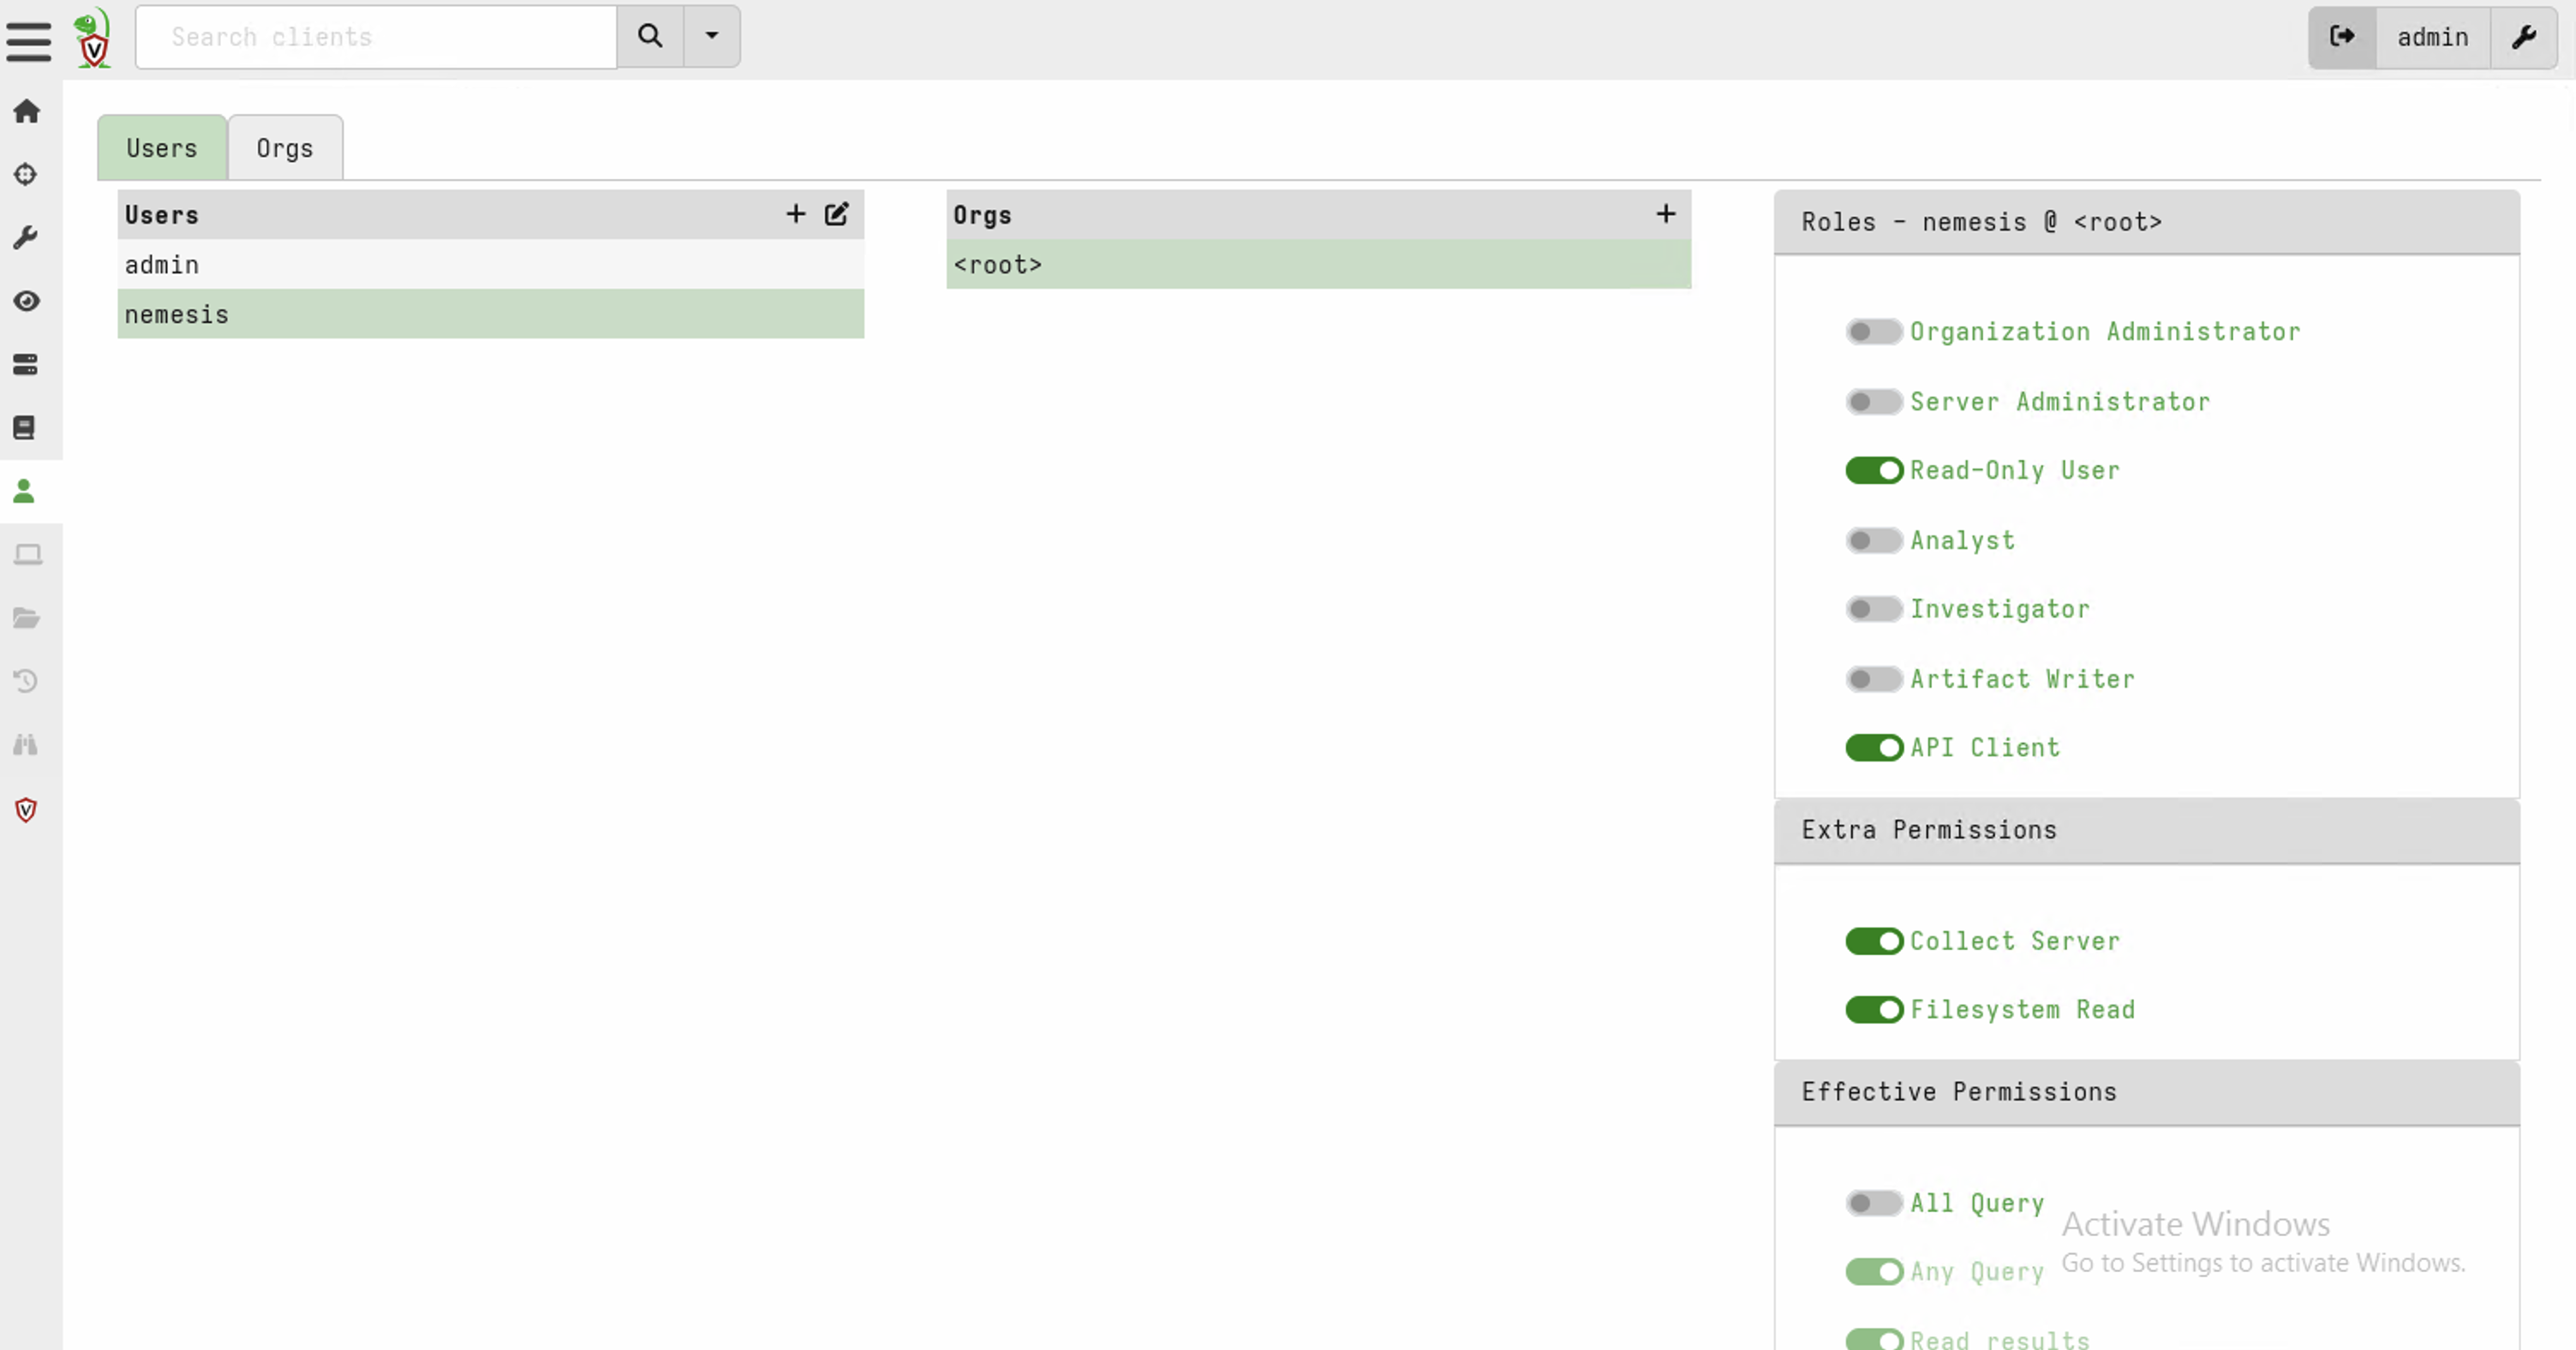 Search clients
admin
Users
Orgs
Users
admin
nemesis
Orgs
<root>
Roles - nemesis @ <root>
Organization Administrator
Server Administrator
Read-Only User
Analyst
Investigator
Artifact Writer
API Client
Extra Permissions
Collect Server
Filesystem Read
Effective Permissions
All Query
Any Query
Read results
Activate Windows
Go to Settings to activate Windows.